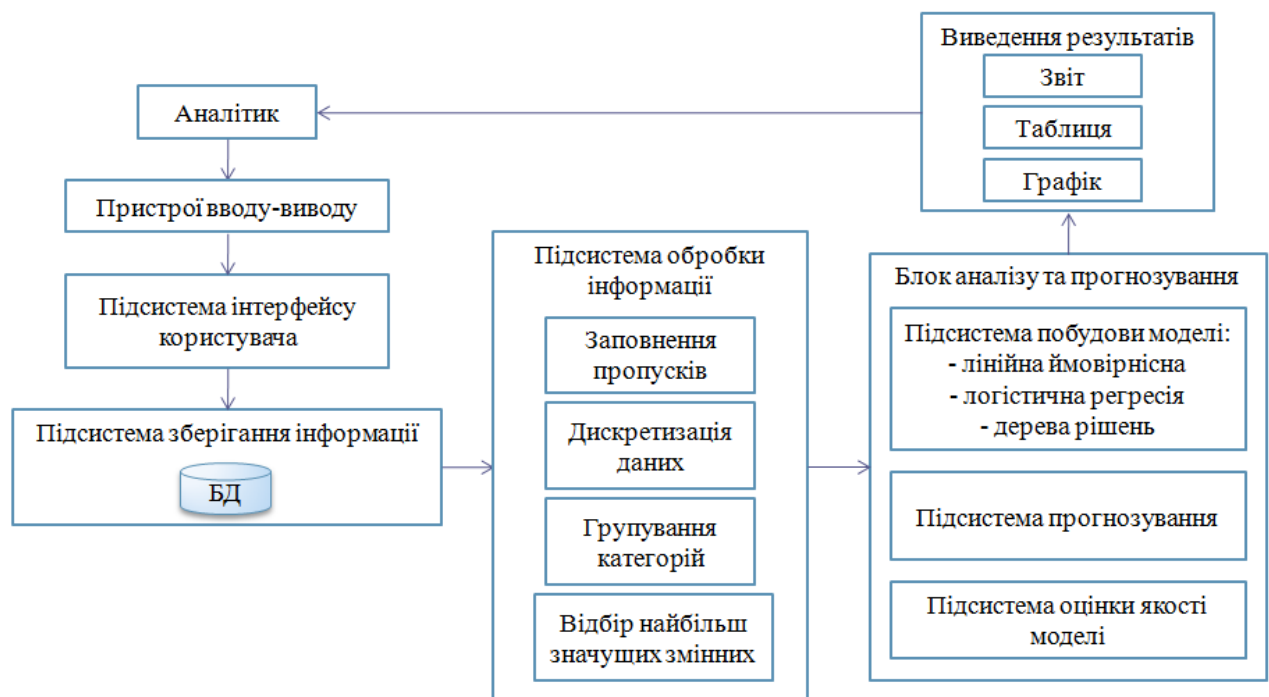 Аналітик
Пристрої вводу-виводу
Підсистема інтерфейсу
користувача
Підсистема зберігання інформації
БД
Підсистема обробки
інформації
Заповнення
пропусків
Дискретизація
даних
Групування
категорій
Відбір найбільш
значущих змінних
Блок аналізу та прогнозування
Підсистема побудови моделі:
- лінійна ймовірнісна
- логістична регресія
- дерева рішень
Підсистема прогнозування
Підсистема оцінки якості
моделі
Виведення результатів
Звіт
Таблиця
Графік